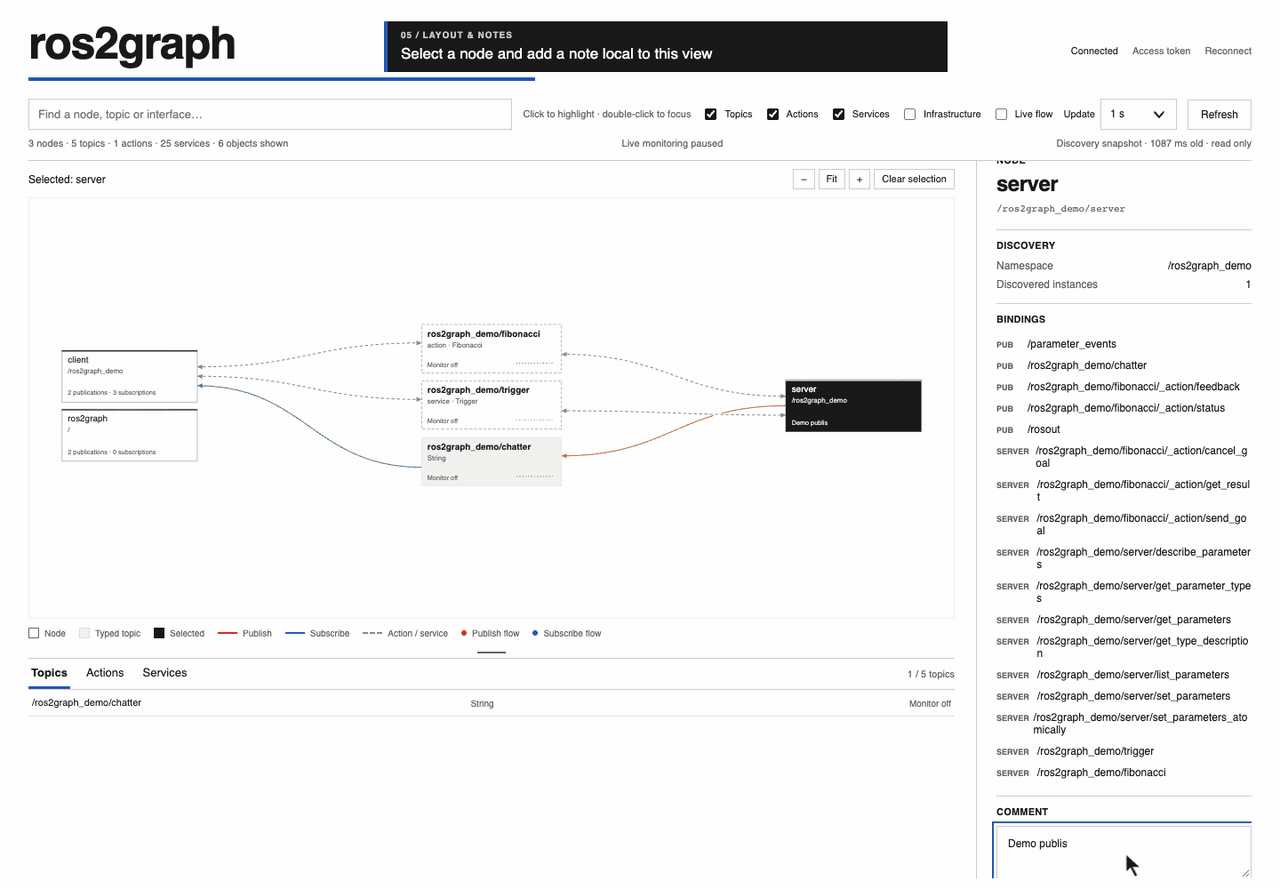 ros2graph
05 / LAYOUT & NOTES
Select a node and add a note local to this view
Connected Access token Reconnect
Find a node, topic or interface…
Click to highlight · double-click to focus
Topics Actions Services Infrastructure Live flow Update 1 s Refresh
3 nodes · 5 topics · 1 actions · 25 services · 6 objects shown
Live monitoring paused
Discovery snapshot · 1087 ms old · read only
Selected: server
− Fit + Clear selection
client
/ros2graph_demo
2 publications · 3 subscriptions
ros2graph
/
2 publications · 0 subscriptions
ros2graph_demo/fibonacci
action · Fibonacci
Monitor off
ros2graph_demo/trigger
service · Trigger
Monitor off
ros2graph_demo/chatter
String
Monitor off
server
/ros2graph_demo
Demo publis
Node Typed topic Selected Publish Subscribe Action / service Publish flow Subscribe flow
Topics Actions Services
1 / 5 topics
/ros2graph_demo/chatter String Monitor off
NODE
server
/ros2graph_demo/server
DISCOVERY
Namespace /ros2graph_demo
Discovered instances 1
BINDINGS
PUB /parameter_events
PUB /ros2graph_demo/chatter
PUB /ros2graph_demo/fibonacci/_action/feedback
PUB /ros2graph_demo/fibonacci/_action/status
PUB /rosout
SERVER /ros2graph_demo/fibonacci/_action/cancel_g
oal
SERVER /ros2graph_demo/fibonacci/_action/get_resul
t
SERVER /ros2graph_demo/fibonacci/_action/send_go
al
SERVER /ros2graph_demo/server/describe_parameter
s
SERVER /ros2graph_demo/server/get_parameter_type
s
SERVER /ros2graph_demo/server/get_parameters
SERVER /ros2graph_demo/server/get_type_descriptio
n
SERVER /ros2graph_demo/server/list_parameters
SERVER /ros2graph_demo/server/set_parameters
SERVER /ros2graph_demo/server/set_parameters_ato
mically
SERVER /ros2graph_demo/trigger
SERVER /ros2graph_demo/fibonacci
COMMENT
Demo publis